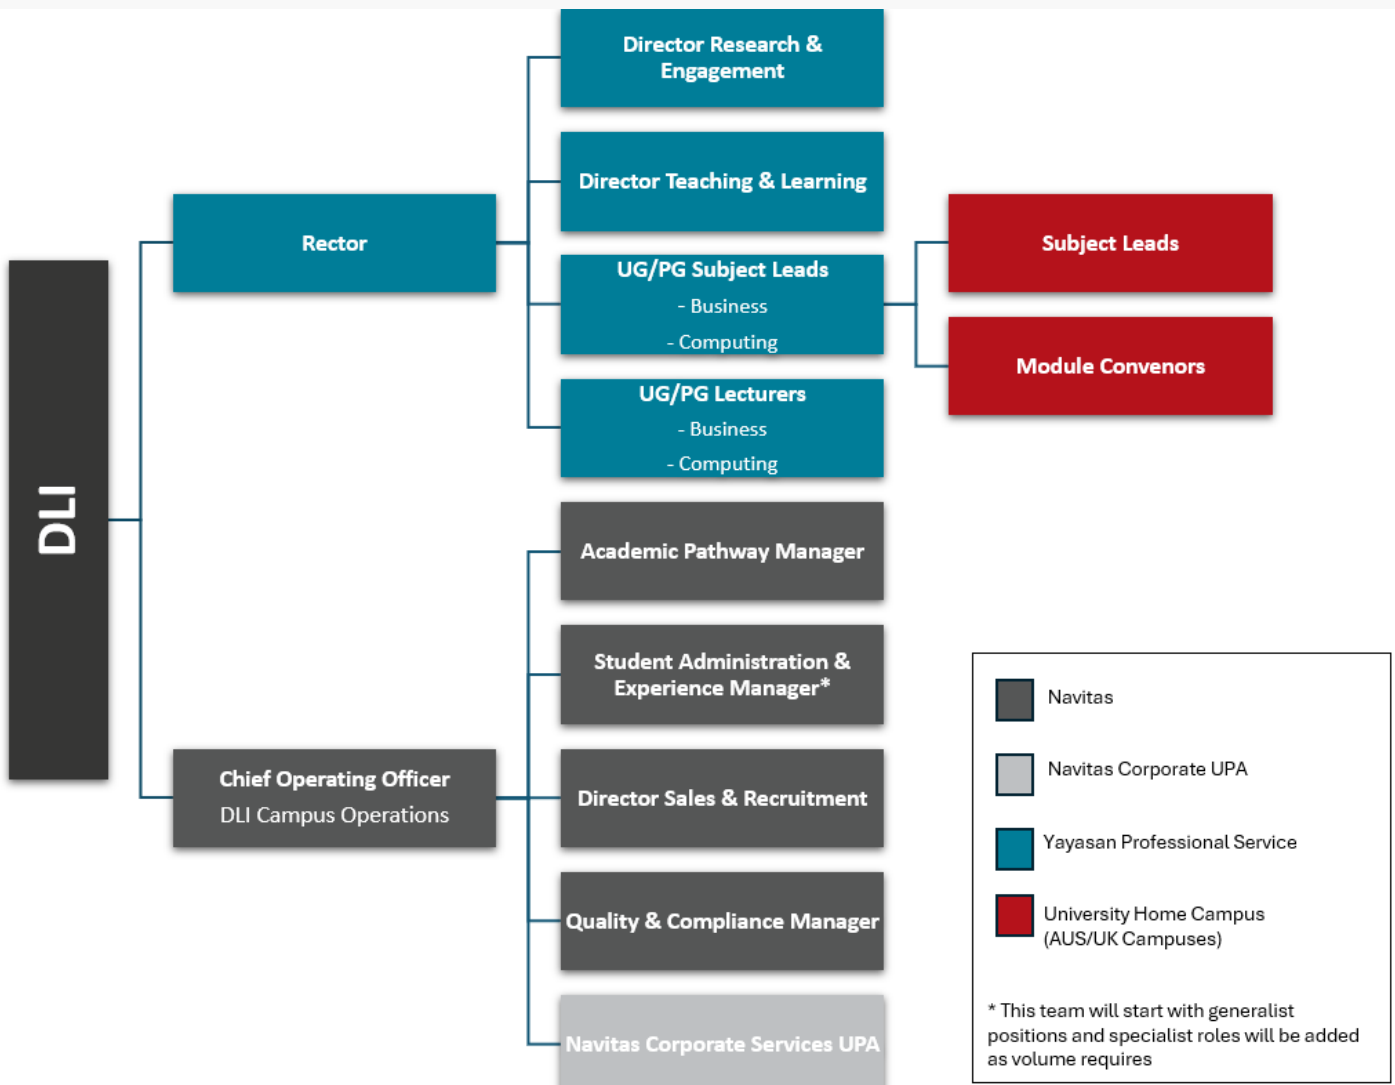 DLI
Rector
Director Research &
Engagement
Director Teaching & Learning
UG/PG Subject Leads
- Business
- Computing
UG/PG Lecturers
- Business
- Computing
Subject Leads
Module Convenors
Chief Operating Officer
DLI Campus Operations
Academic Pathway Manager
Student Administration &
Experience Manager*
Director Sales & Recruitment
Quality & Compliance Manager
Navitas Corporate Services UPA
Navitas
Navitas Corporate UPA
Yayasan Professional Service
University Home Campus
(AUS/UK Campuses)
* This team will start with generalist
positions and specialist roles will be added
as volume requires